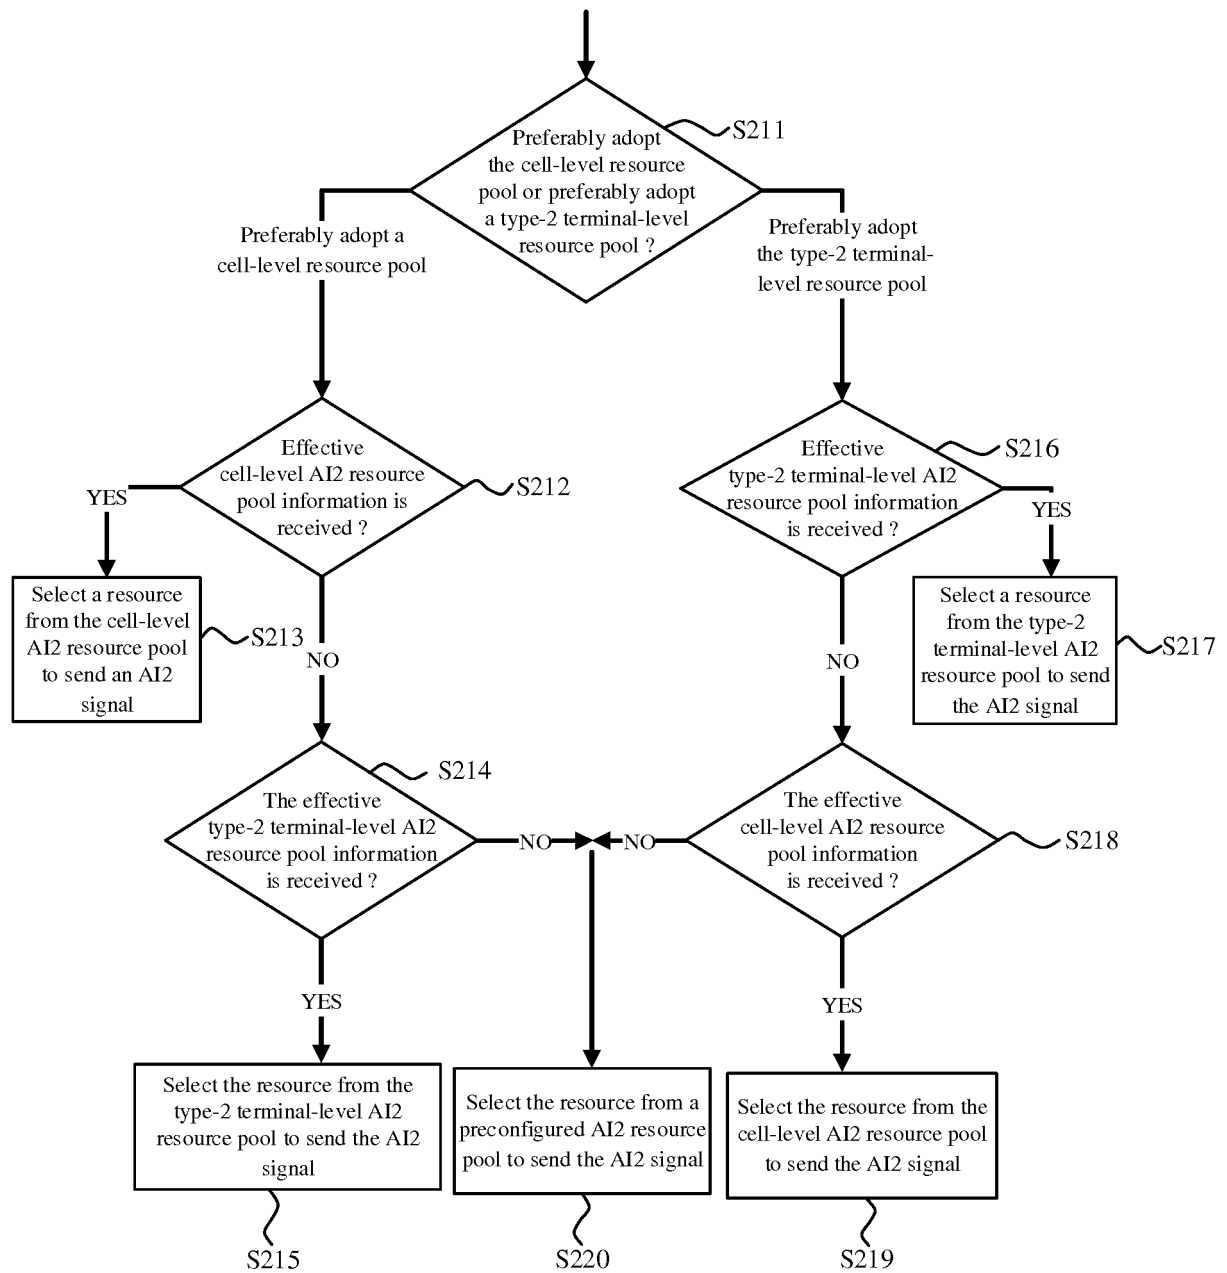 S211
Preferably adopt
the cell-level resource
pool or preferably adopt
a type-2 terminal-level
resource pool ?
Preferably adopt a
cell-level resource pool
Preferably adopt
the type-2 terminal-
level resource pool
Effective
cell-level AI2 resource
pool information is
received ?
S212
Effective
type-2 terminal-level AI2
resource pool information
is received ?
S216
YES
YES
Select a resource
from the cell-level
AI2 resource pool
to send an AI2
signal
S213
NO
NO
Select a resource
from the type-2
terminal-level AI2
resource pool to send
the AI2 signal
S217
S214
The effective
type-2 terminal-level AI2
resource pool information
is received ?
NO
NO
The effective
cell-level AI2 resource
pool information
is received ?
S218
YES
YES
Select the resource from the
type-2 terminal-level AI2
resource pool to send the AI2
signal
Select the resource from a
preconfigured AI2 resource
pool to send the AI2 signal
Select the resource from the
cell-level AI2 resource pool
to send the AI2 signal
S215
S220
S219